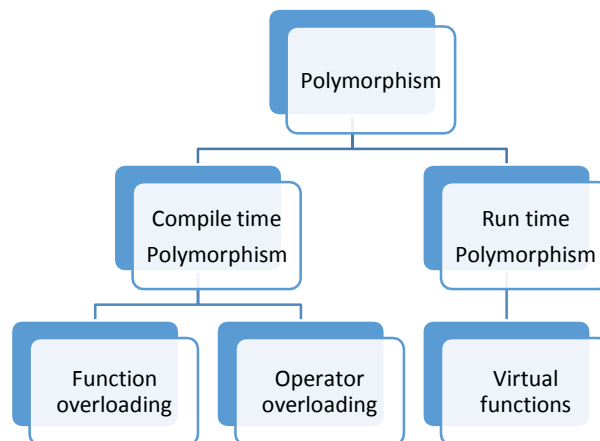 Polymorphism
Compile time
Polymorphism
Run time
Polymorphism
Function
overloading
Operator
overloading
Virtual
functions